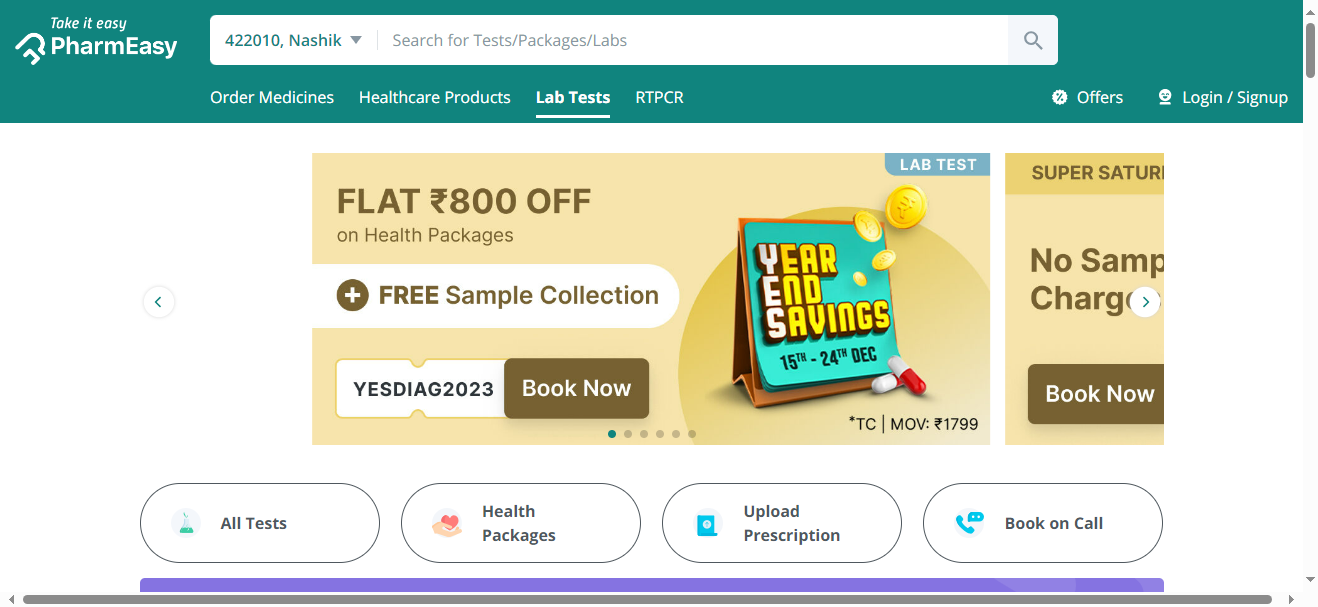 Take it easy
PharmEasy
422010, Nashik
Search for Tests/Packages/Labs
Order Medicines
Healthcare Products
Lab Tests
RTPCR
Offers
Login / Signup
LAB TEST
FLAT ₹800 OFF
on Health Packages
FREE Sample Collection
YESDIAG2023
Book Now
YEAR
END
SAVINGS
15TH - 24TH DEC
*TC | MOV: ₹1799
SUPER
No
Book Now
All Tests
Health
Packages
Upload
Prescription
Book on Call